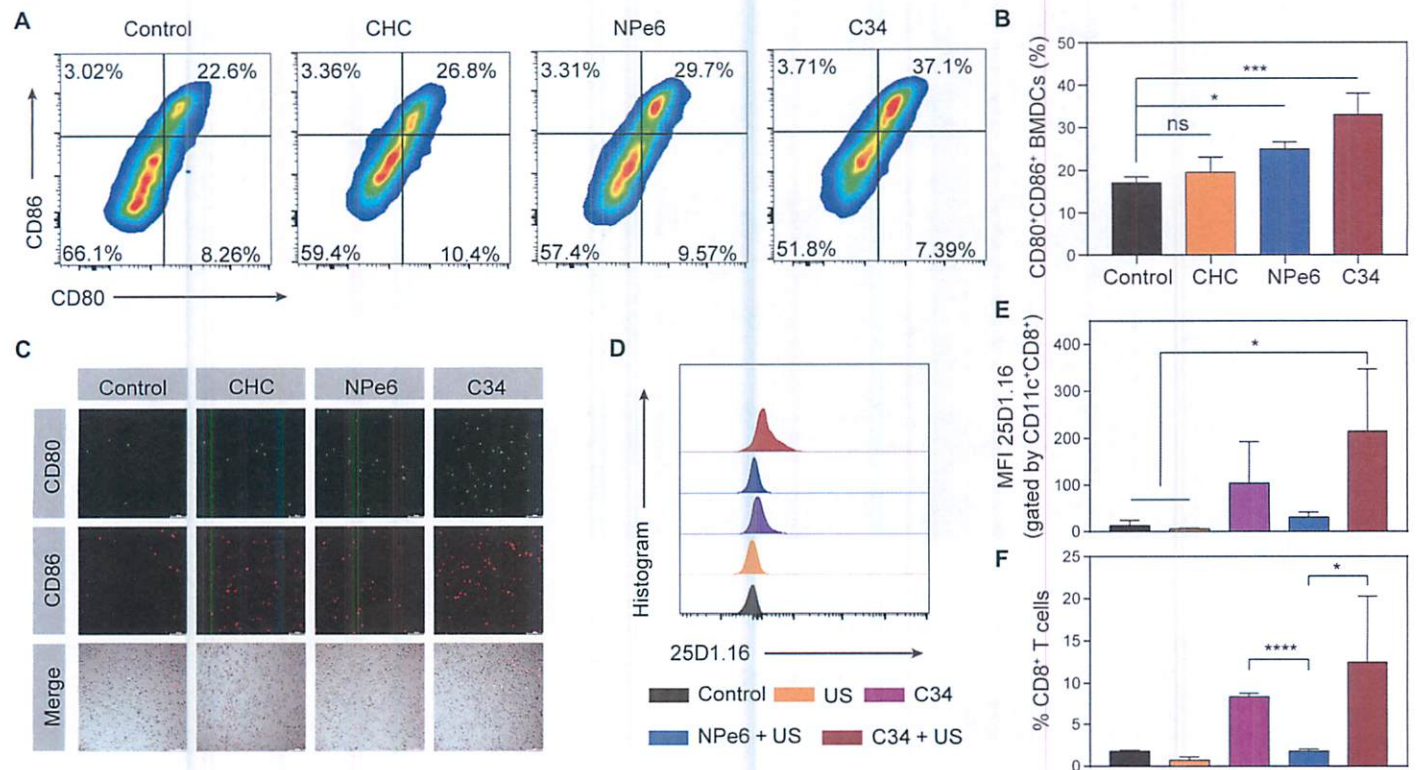 A
Control
CHC
NPe6
C34
3.02%
22.6%
3.36%
26.8%
3.31%
29.7%
3.71%
37.1%
66.1%
8.26%
59.4%
10.4%
57.4%
9.57%
51.8%
7.39%
CD86
CD80
B
CD80⁺CD86⁺ BMDCs (%)
50
40
30
20
10
0
***
*
ns
Control
CHC
NPe6
C34
C
Control
CHC
NPe6
C34
CD80
CD86
Merge
D
Histogram
25D1.16
Control
US
C34
NPe6 + US
C34 + US
E
MFI 25D1.16
(gated by CD11c⁺CD8⁺)
400
300
200
100
0
*
F
% CD8⁺ T cells
25
20
15
10
5
0
****
*